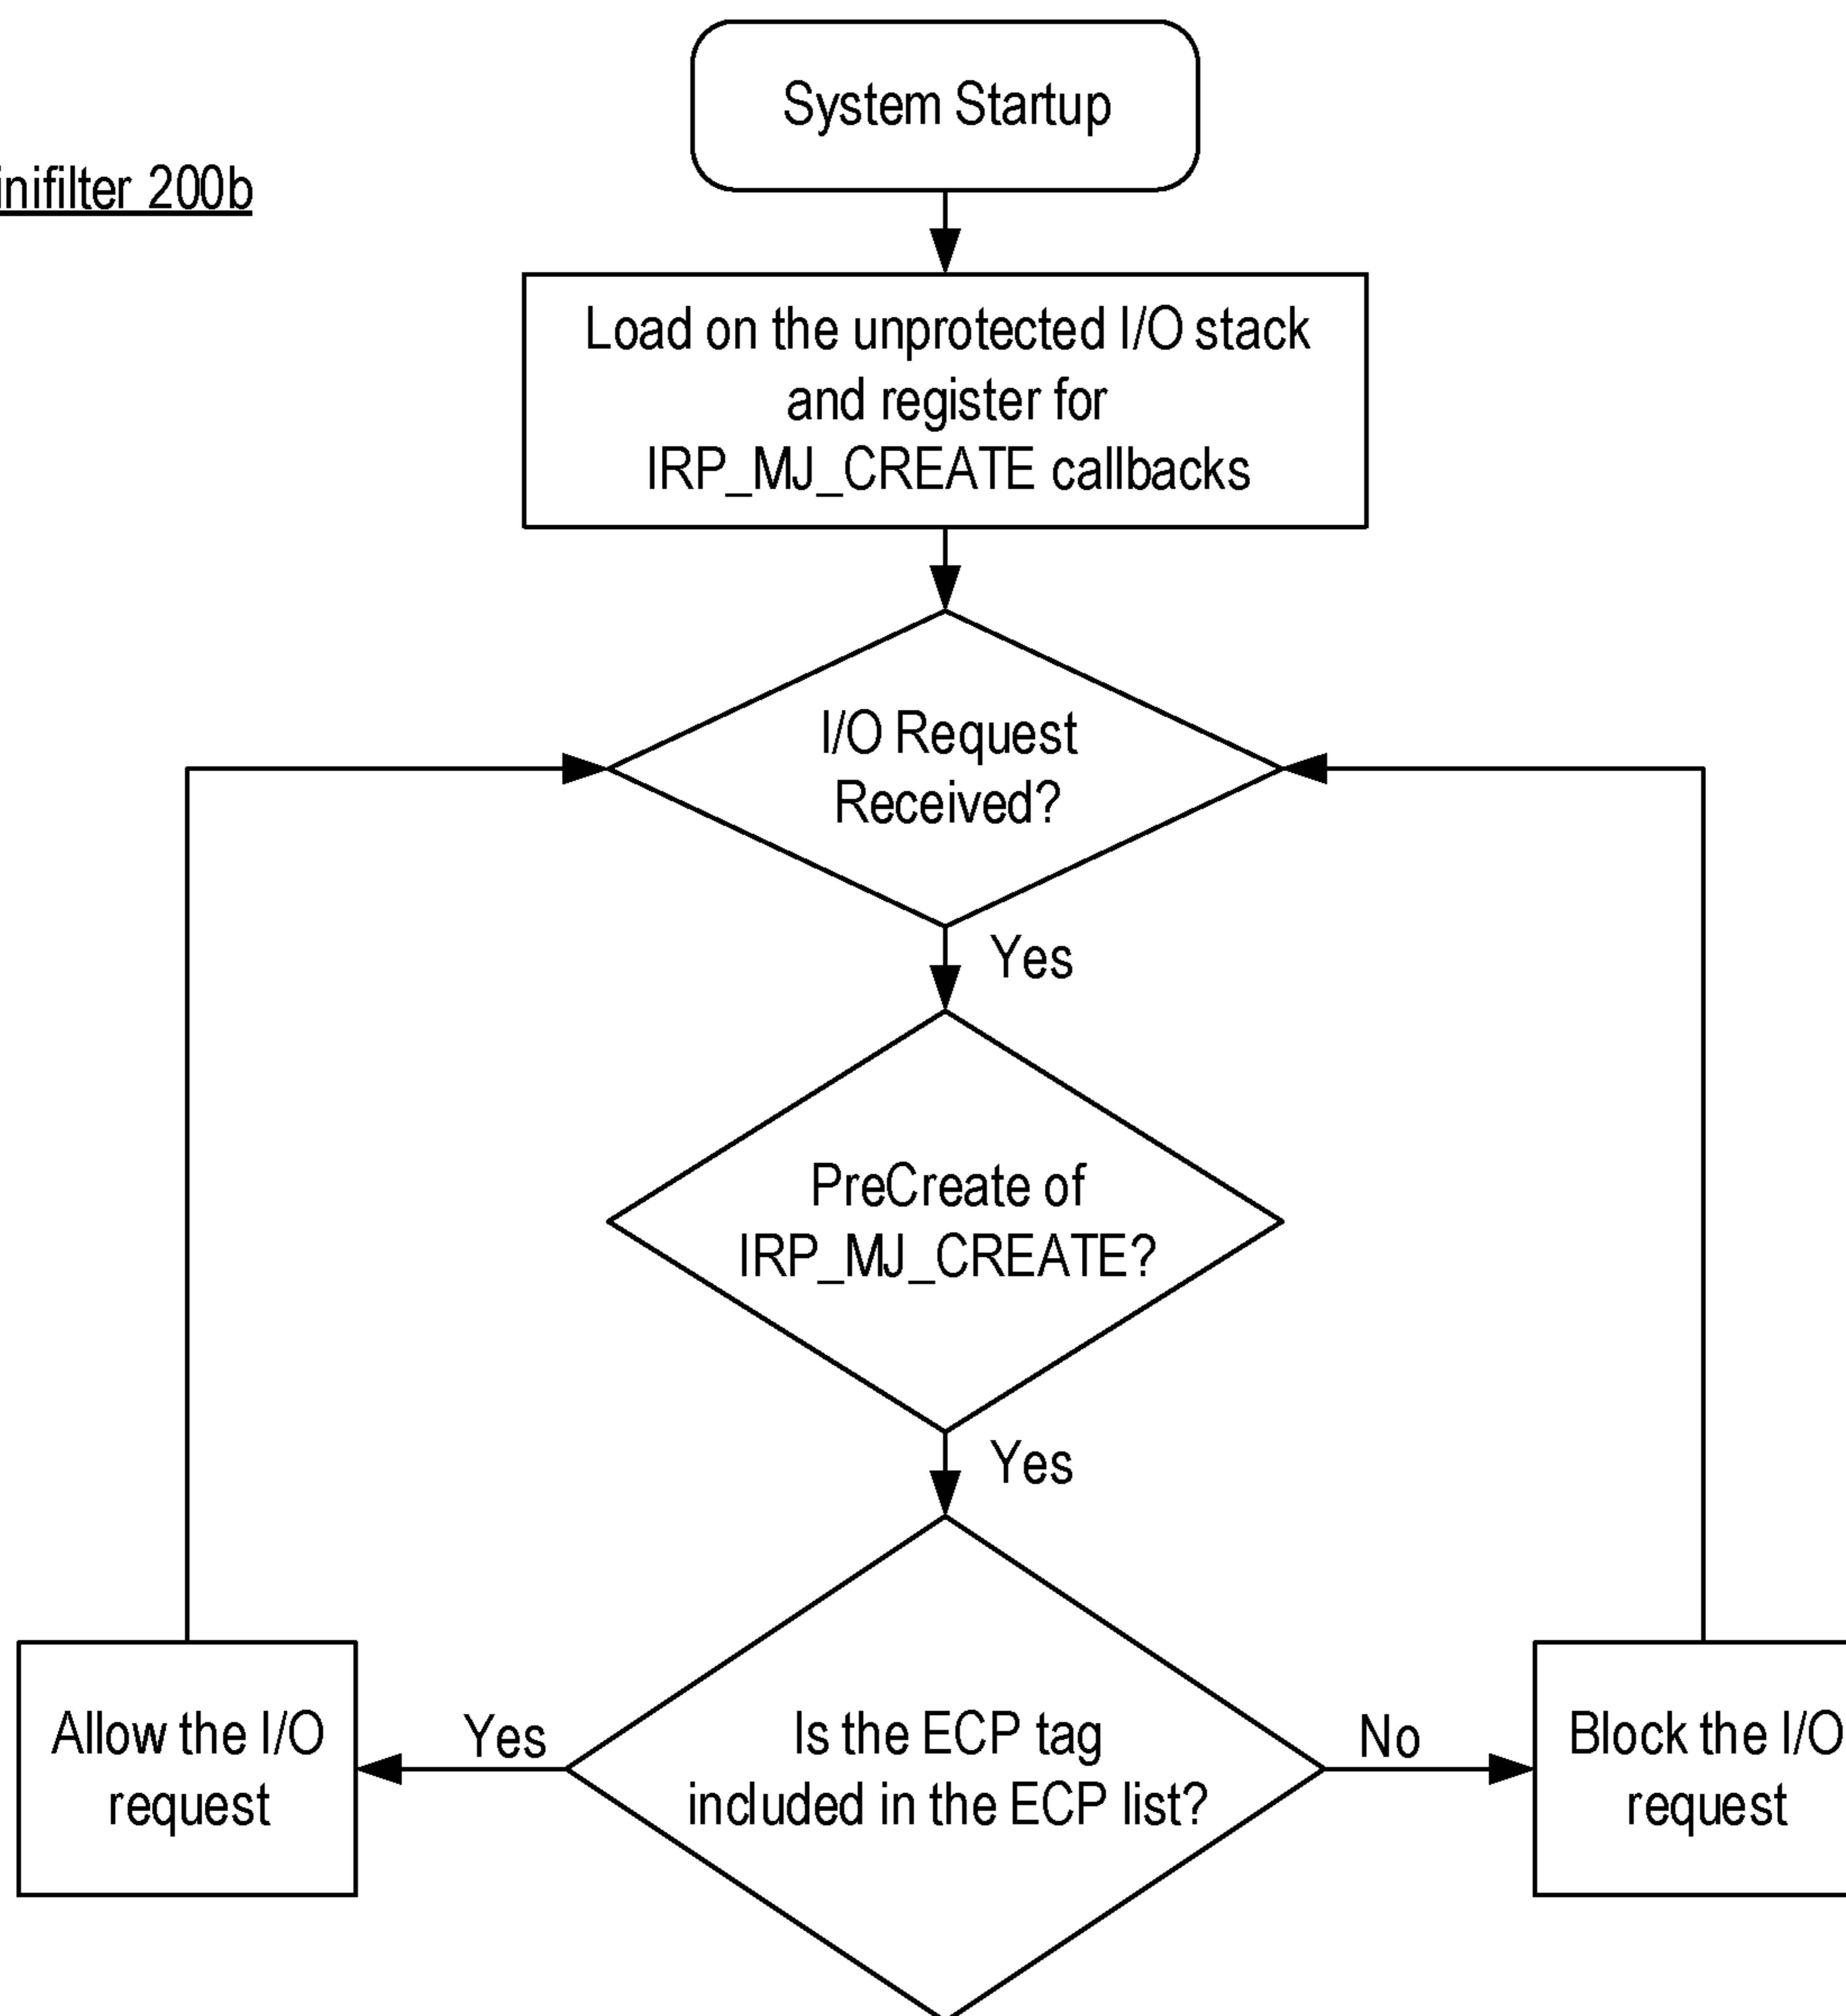 System Startup
inifilter 200b
Load on the unprotected I/O stack
and register for
IRP_MJ_CREATE callbacks
I/O Request
Received?
Yes
PreCreate of
IRP_MJ_CREATE?
Yes
Allow the I/O
request
Yes
Is the ECP tag
included in the ECP list?
No
Block the I/O
request